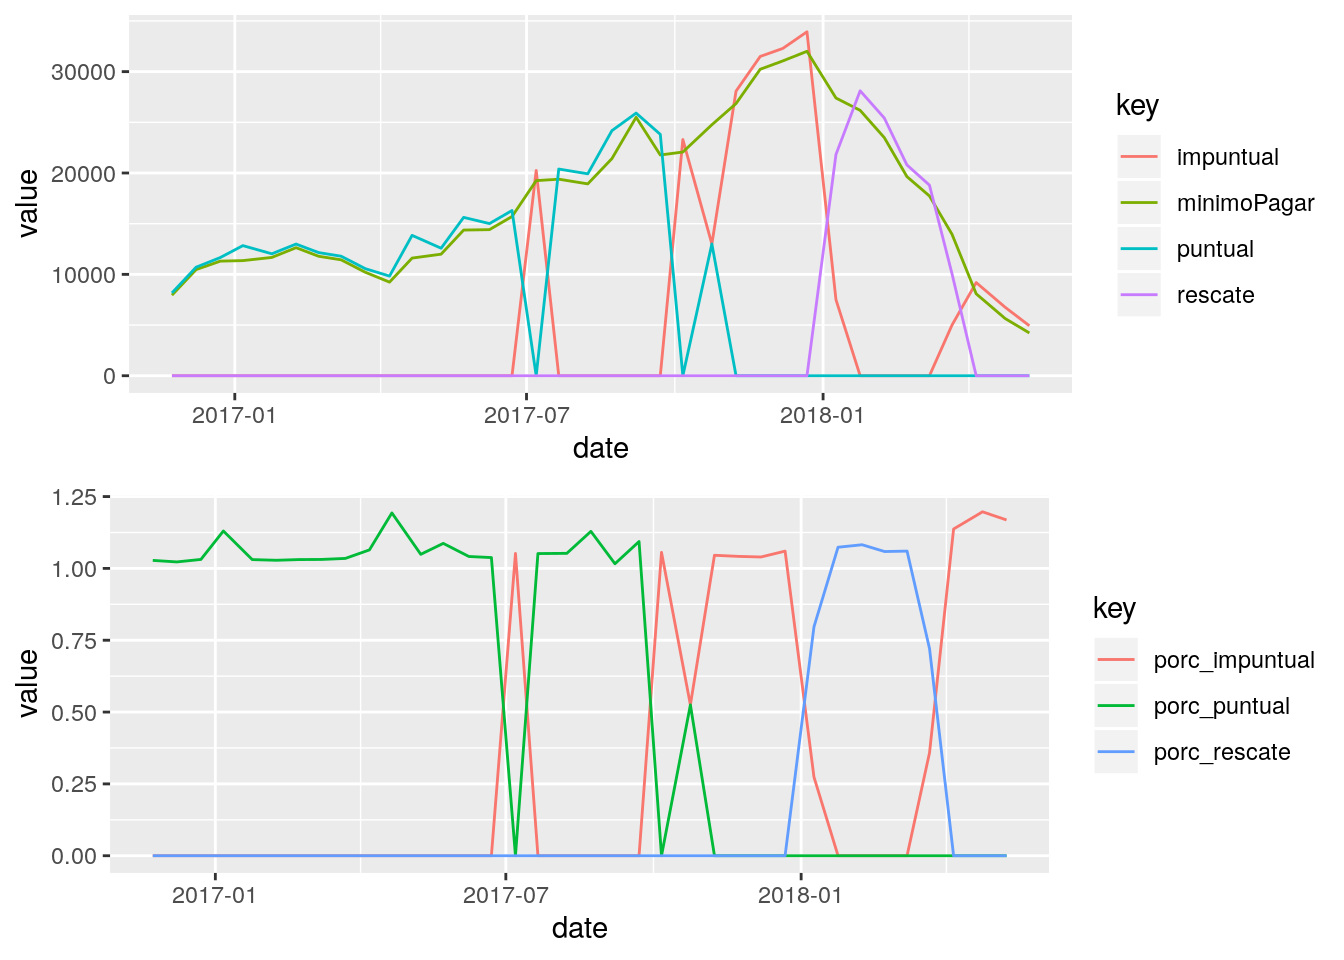 30000
20000
10000
0
value
2017-01 2017-07 2018-01
date
key
impuntual
minimoPagar
puntual
rescate
1.25
1.00
0.75
0.50
0.25
0.00
value
2017-01 2017-07 2018-01
date
key
porc_impuntual
porc_puntual
porc_rescate